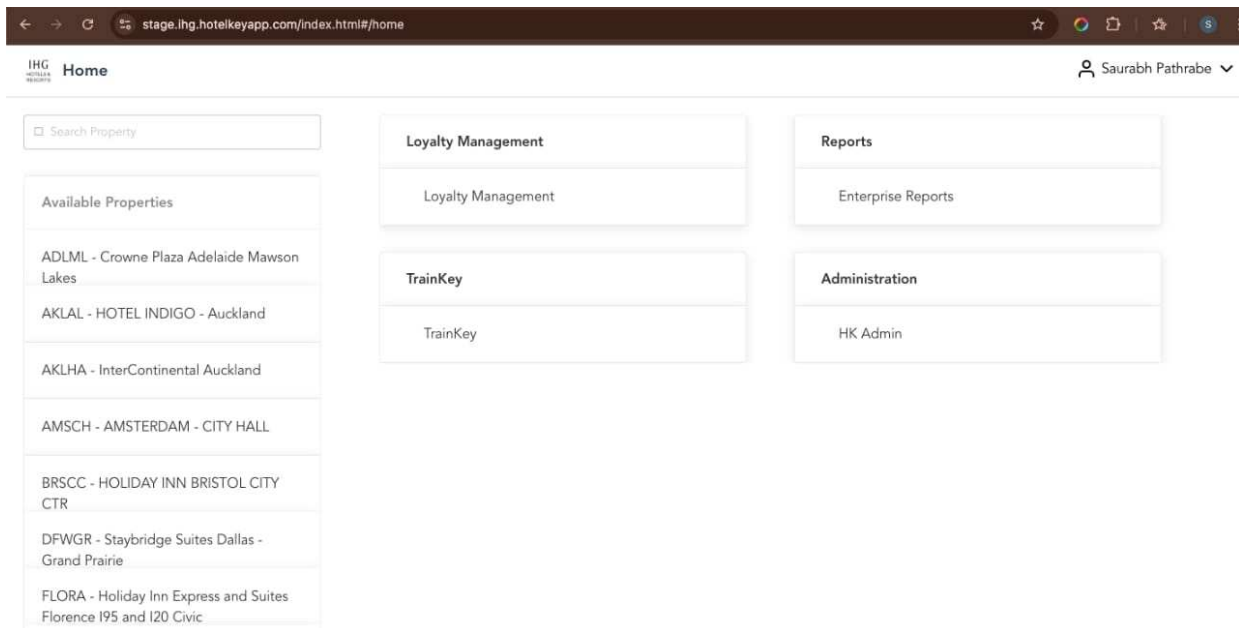 stage.ihg.hotelkeyapp.com/index.html#/home
S
IHG
HOTELS &
RESORTS
Home
Saurabh Pathrabe
Search Property
Available Properties
ADLML - Crowne Plaza Adelaide Mawson
Lakes
AKLAL - HOTEL INDIGO - Auckland
AKLHA - InterContinental Auckland
AMSCH - AMSTERDAM - CITY HALL
BRSCC - HOLIDAY INN BRISTOL CITY
CTR
DFWGR - Staybridge Suites Dallas -
Grand Prairie
FLORA - Holiday Inn Express and Suites
Florence I95 and I20 Civic
Loyalty Management
Loyalty Management
Reports
Enterprise Reports
TrainKey
TrainKey
Administration
HK Admin